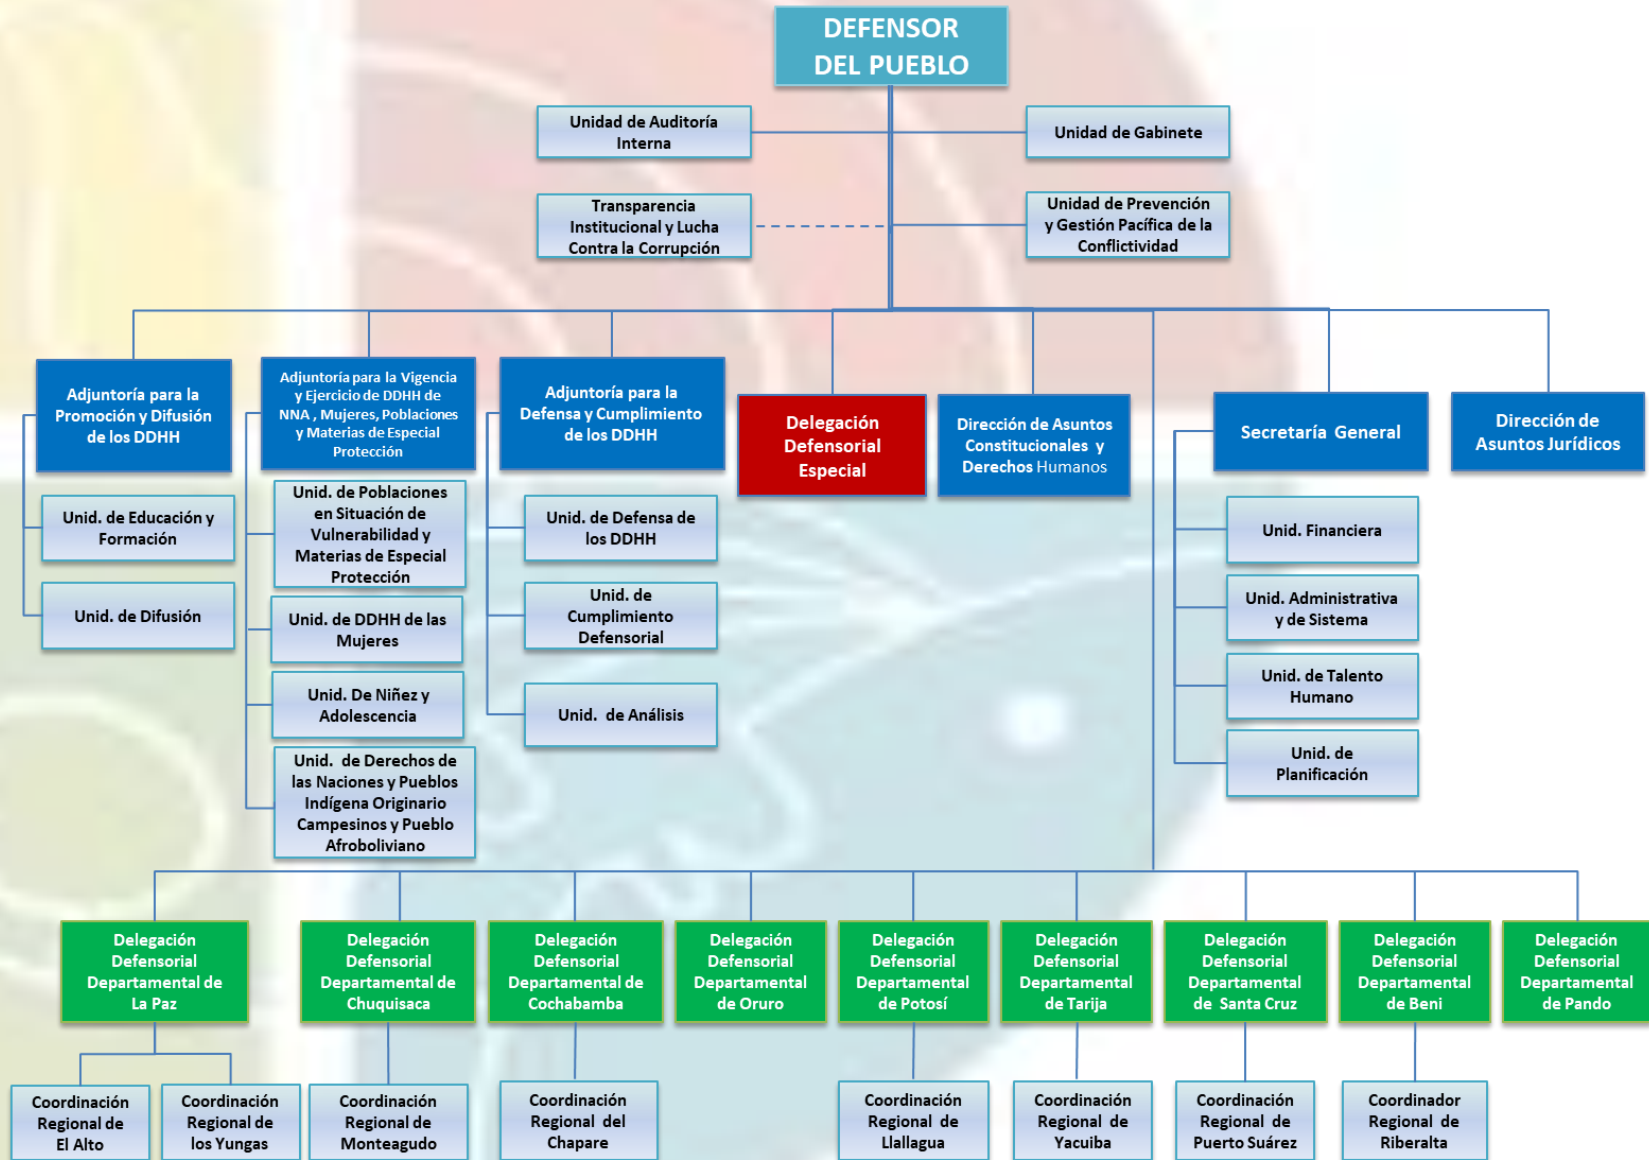 DEFENSOR
DEL PUEBLO
Unidad de Auditoría
Interna
Unidad de Gabinete
Transparencia
Institucional y Lucha
Contra la Corrupción
Unidad de Prevención
y Gestión Pacífica de la
Conflictividad
Adjuntoría para la
Promoción y Difusión
de los DDHH
Adjuntoría para la Vigencia
y Ejercicio de DDHH de
NNA , Mujeres, Poblaciones
y Materias de Especial
Protección
Adjuntoría para la
Defensa y Cumplimiento
de los DDHH
Delegación
Defensorial
Especial
Dirección de Asuntos
Constitucionales y
Derechos Humanos
Secretaría General
Dirección de
Asuntos Jurídicos
Unid. de Educación y
Formación
Unid. de Difusión
Unid. de Poblaciones
en Situación de
Vulnerabilidad y
Materias de Especial
Protección
Unid. de DDHH de las
Mujeres
Unid. De Niñez y
Adolescencia
Unid. de Derechos de
las Naciones y Pueblos
Indígena Originario
Campesinos y Pueblo
Afroboliviano
Unid. de Defensa de
los DDHH
Unid. de
Cumplimiento
Defensorial
Unid. de Análisis
Unid. Financiera
Unid. Administrativa
y de Sistema
Unid. de Talento
Humano
Unid. de
Planificación
Delegación
Defensorial
Departamental de
La Paz
Delegación
Defensorial
Departamental de
Chuquisaca
Delegación
Defensorial
Departamental de
Cochabamba
Delegación
Defensorial
Departamental
de Oruro
Delegación
Defensorial
Departamental
de Potosí
Delegación
Defensorial
Departamental
de Tarija
Delegación
Defensorial
Departamental
de Santa Cruz
Delegación
Defensorial
Departamental
de Beni
Delegación
Defensorial
Departamental
de Pando
Coordinación
Regional de
El Alto
Coordinación
Regional de
los Yungas
Coordinación
Regional de
Monteagudo
Coordinación
Regional del
Chapare
Coordinación
Regional de
Llallagua
Coordinación
Regional de
Yacuiba
Coordinación
Regional de
Puerto Suárez
Coordinador
Regional de
Riberalta